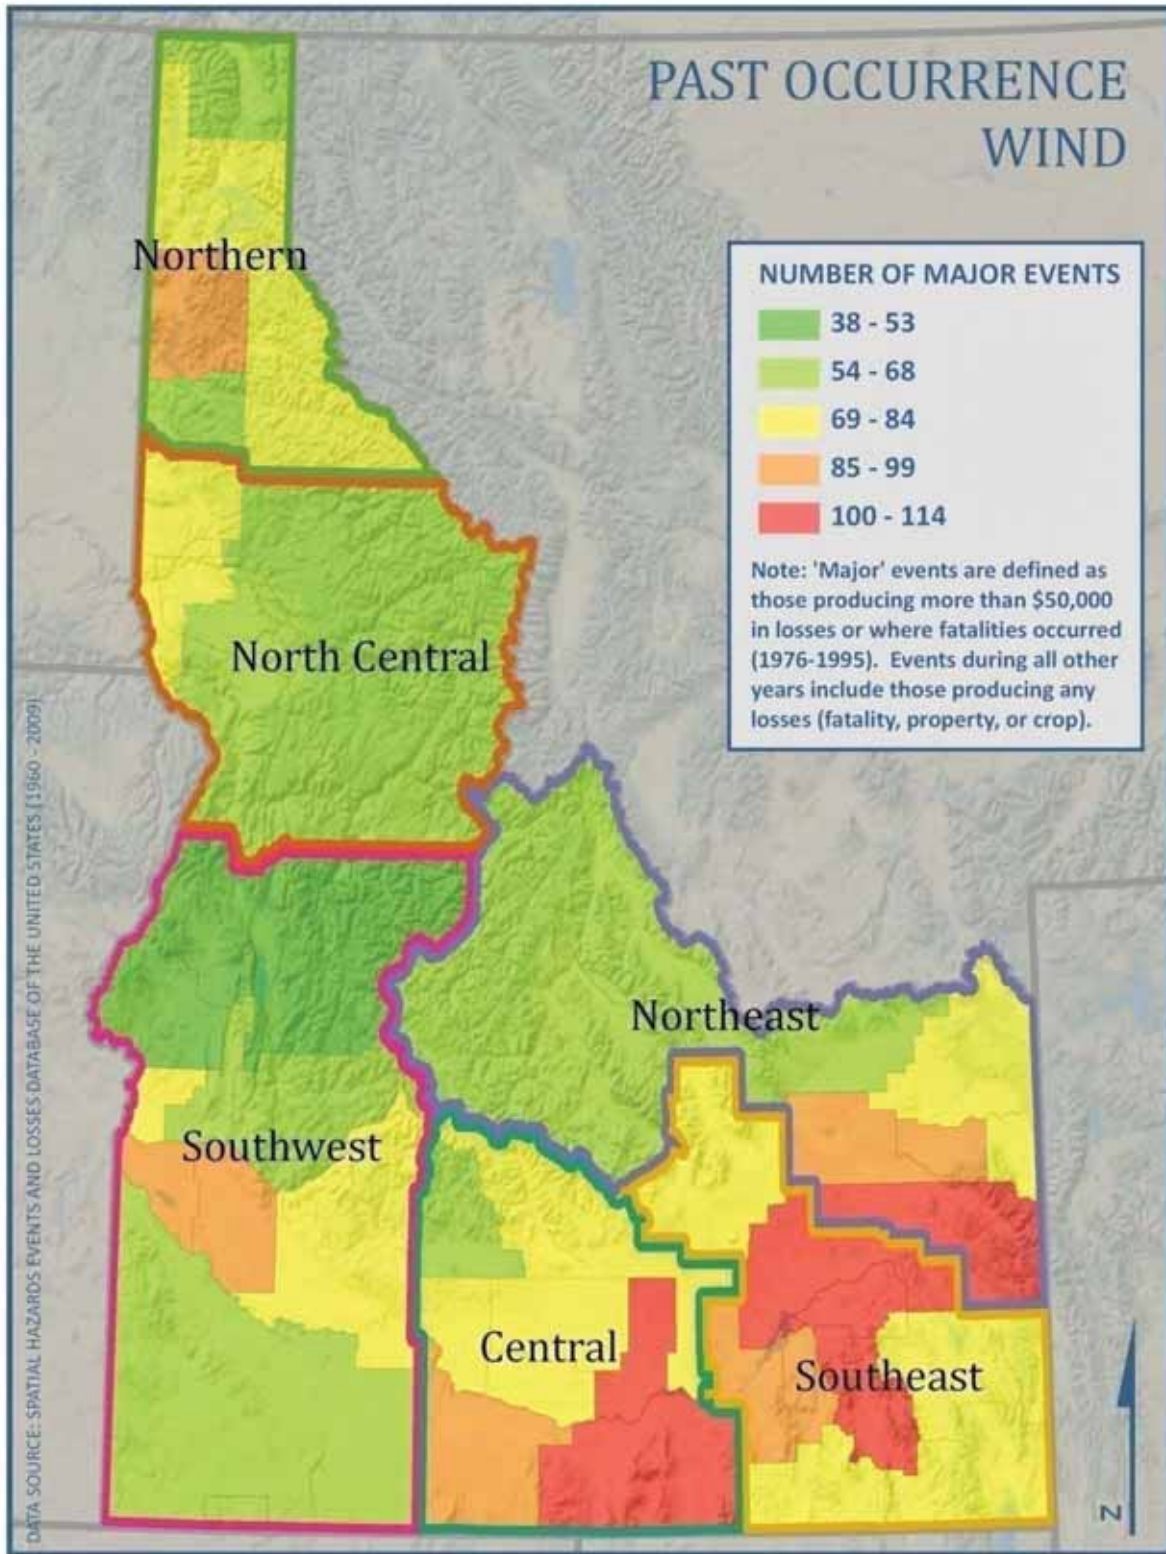 PAST OCCURRENCE
WIND
NUMBER OF MAJOR EVENTS
38 - 53
54 - 68
69 - 84
85 - 99
100 - 114
Note: 'Major' events are defined as
those producing more than $50,000
in losses or where fatalities occurred
(1976-1995).  Events during all other
years include those producing any
losses (fatality, property, or crop).
Northern
North Central
Northeast
Southwest
Central
Southeast
DATA SOURCE: SPATIAL HAZARDS EVENTS AND LOSSES DATABASE OF THE UNITED STATES (1960 - 2009)
N